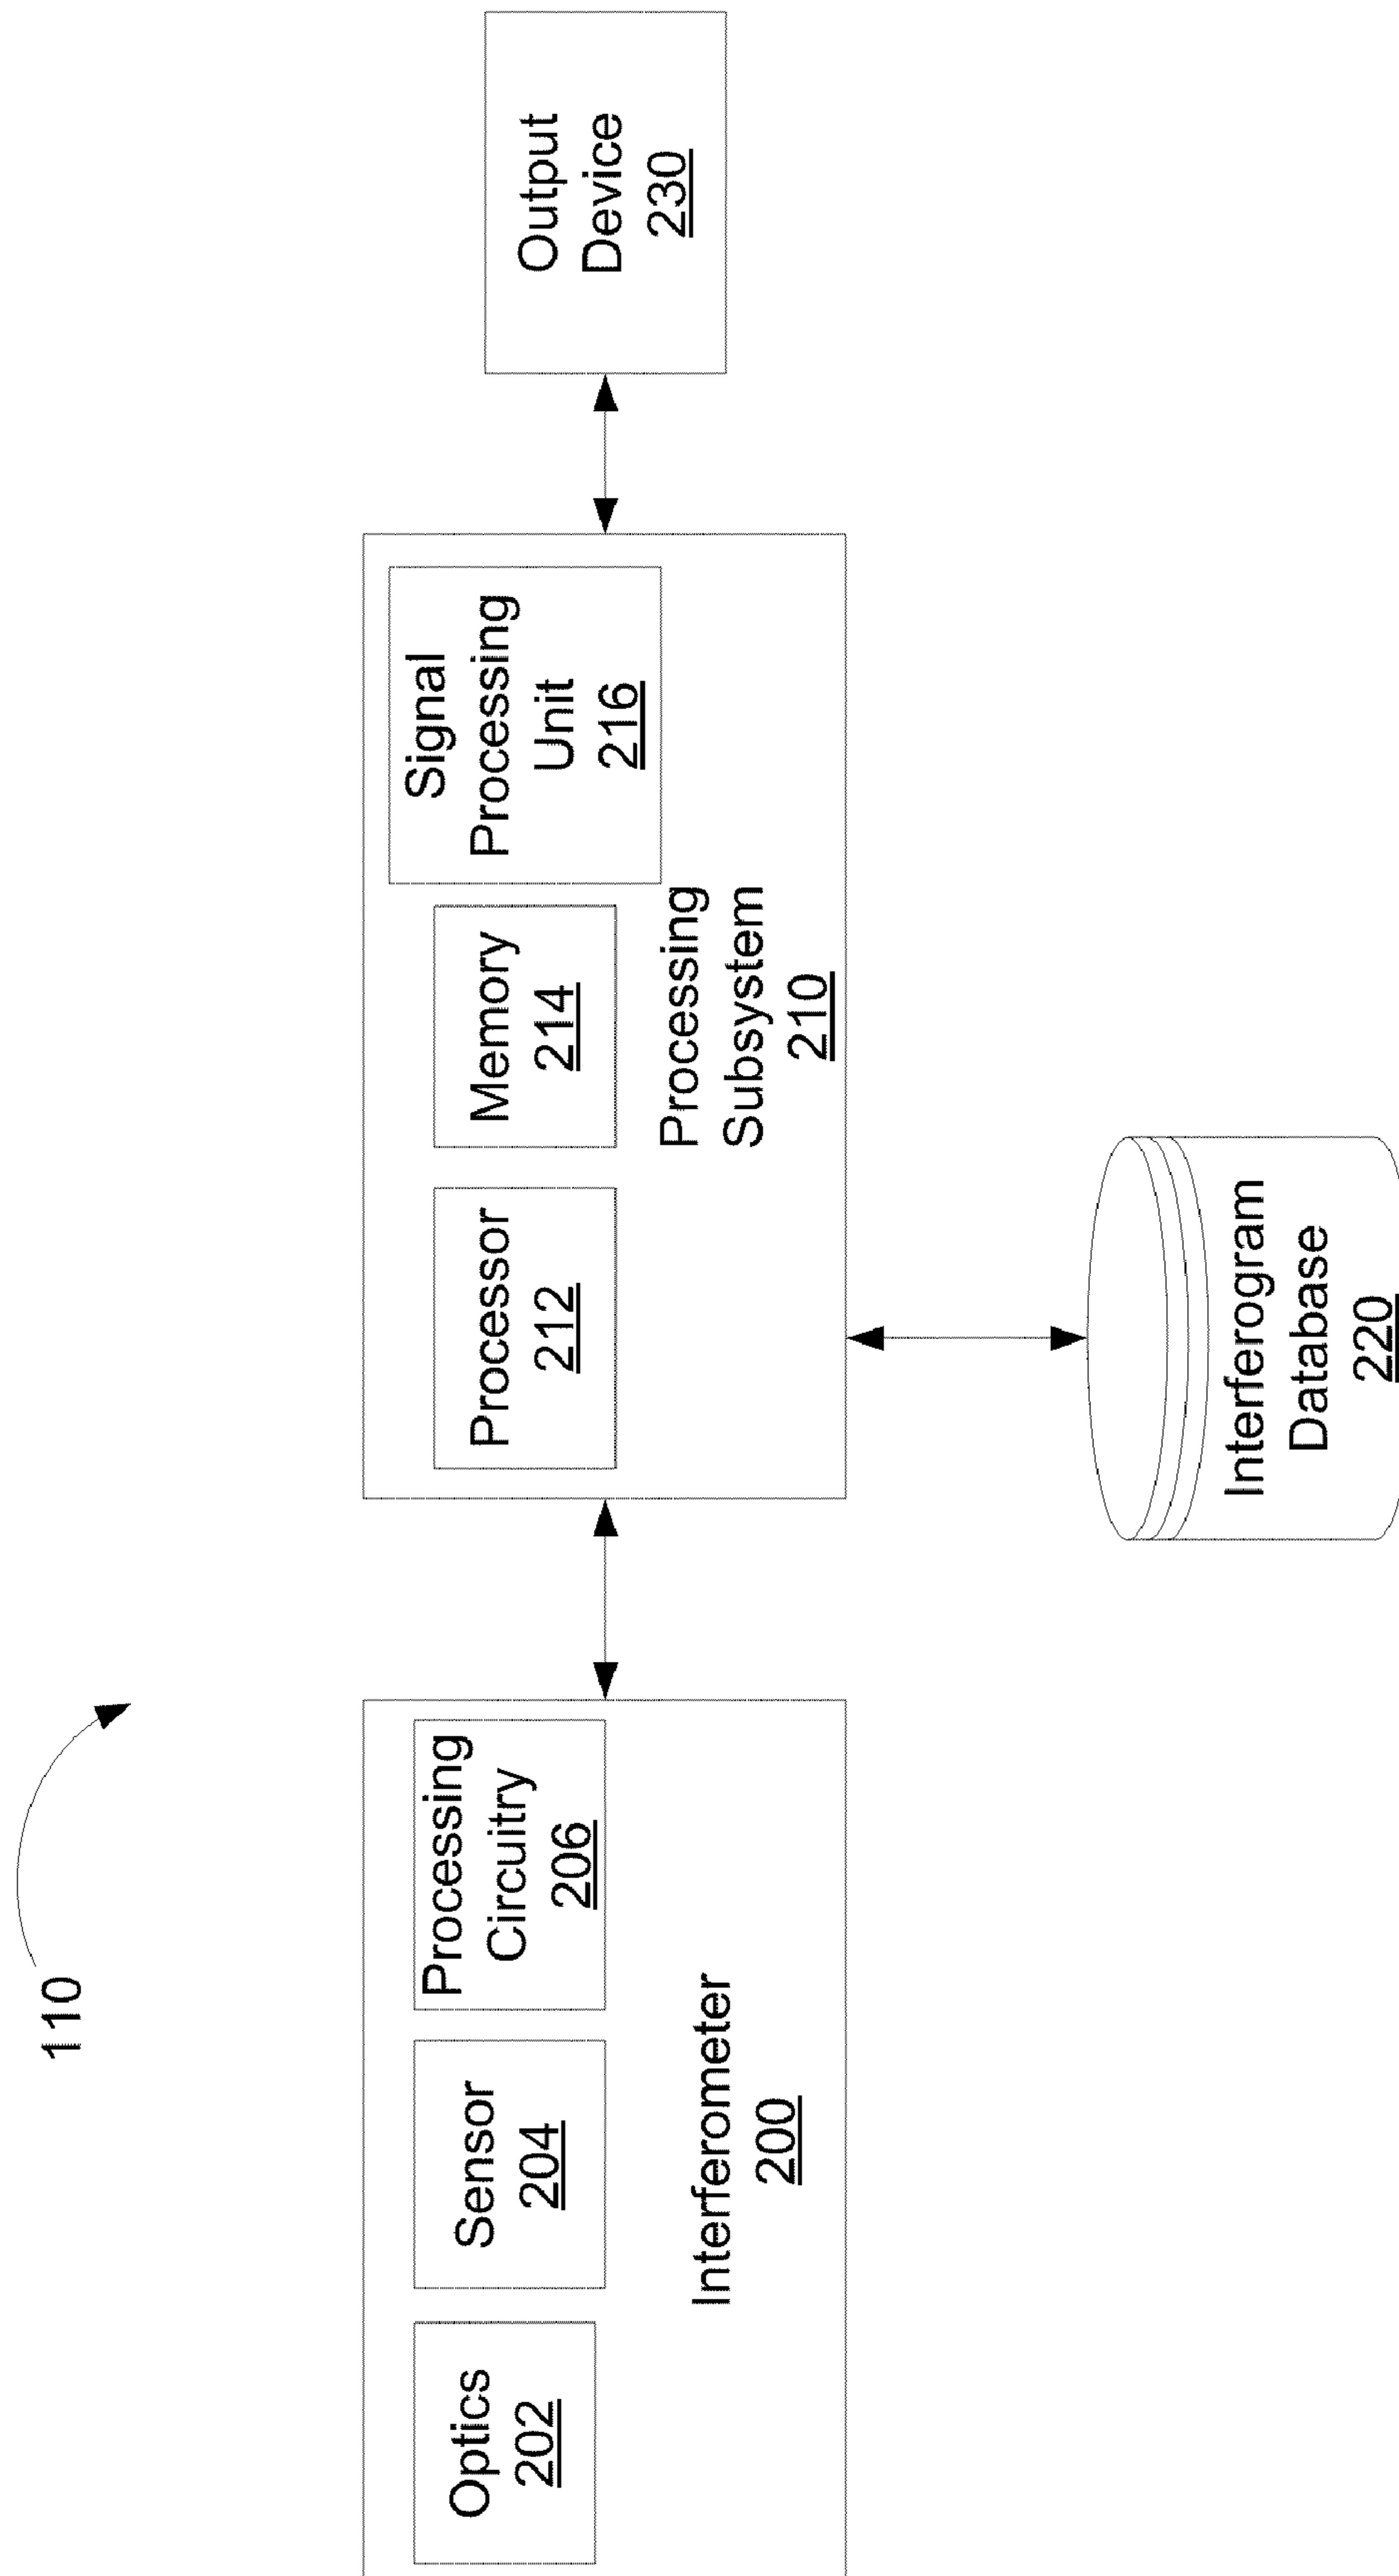 110
Optics
202
Sensor
204
Processing
Circuitry
206
Interferometer
200
Processor
212
Memory
214
Signal
Processing
Unit
216
Processing
Subsystem
210
Output
Device
230
Interferogram
Database
220